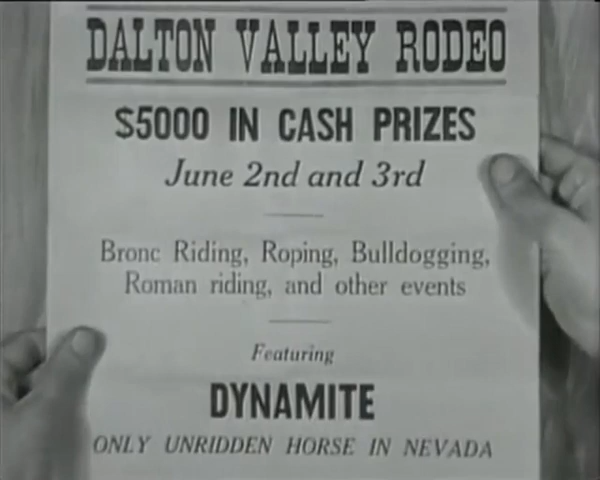 DALTON VALLEY RODEO
$5000 IN CASH PRIZES
June 2nd and 3rd
Bronc Riding, Roping, Bulldogging,
Roman riding, and other events
Featuring
DYNAMITE
ONLY UNRIDDEN HORSE IN NEVADA